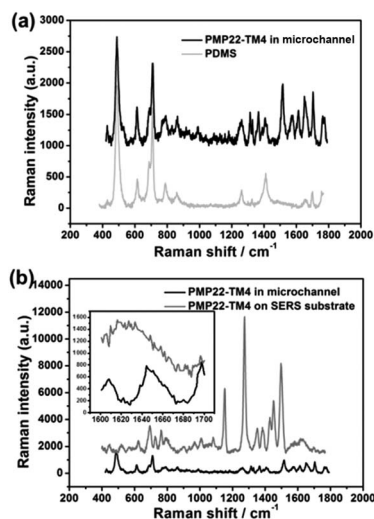 (a)
3000
2500
2000
1500
1000
500
0
Raman intensity (a.u.)
PMP22-TM4 in microchannel
PDMS
200 400 600 800 1000 1200 1400 1600 1800 2000
Raman shift / cm-1
(b)
14000
12000
10000
8000
6000
4000
2000
0
Raman intensity (a.u.)
PMP22-TM4 in microchannel
PMP22-TM4 on SERS substrate
1600
1400
1200
1000
800
600
400
200
0
1600 1620 1640 1660 1680 1700
200 400 600 800 1000 1200 1400 1600 1800 2000
Raman shift / cm-1